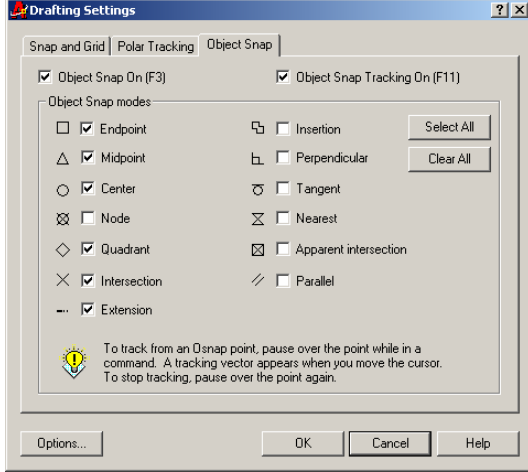 Drafting Settings
Snap and Grid Polar Tracking Object Snap
Object Snap On (F3) Object Snap Tracking On (F11)
Object Snap modes
Endpoint Insertion Select All
Midpoint Perpendicular Clear All
Center Tangent
Node Nearest
Quadrant Apparent intersection
Intersection Parallel
Extension
To track from an Osnap point, pause over the point while in a
command. A tracking vector appears when you move the cursor.
To stop tracking, pause over the point again.
Options... OK Cancel Help